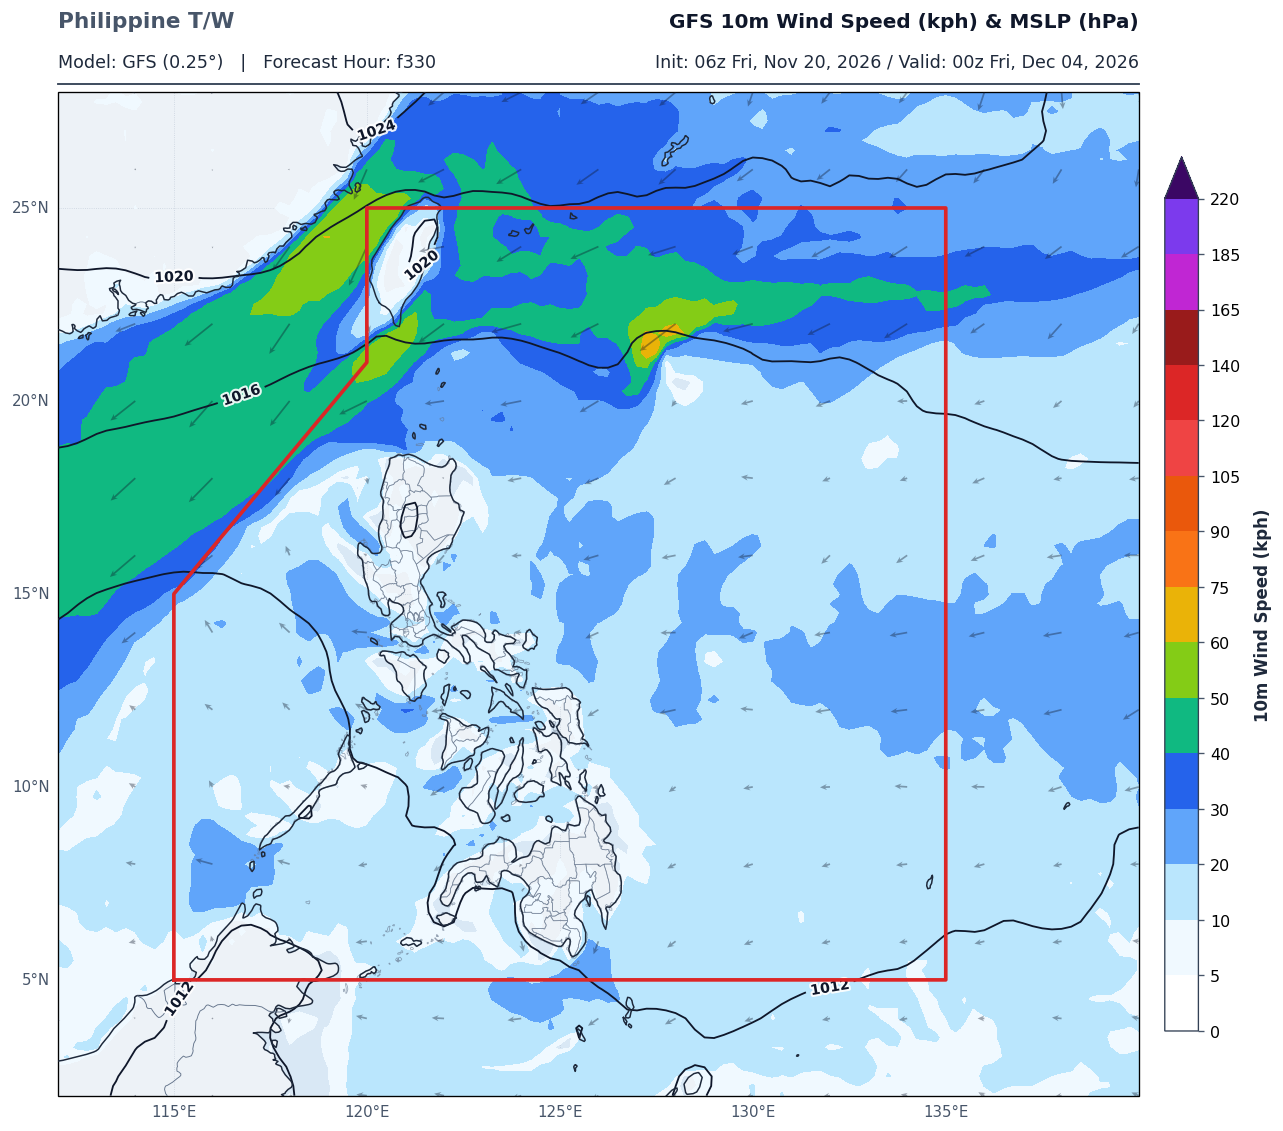 Philippine T/W
GFS 10m Wind Speed (kph) & MSLP (hPa)
Model: GFS (0.25°) | Forecast Hour: f330
Init: 06z Fri, Nov 20, 2026 / Valid: 00z Fri, Dec 04, 2026
1024
1020
1020
1016
1012
1012
25°N
20°N
15°N
10°N
5°N
115°E
120°E
125°E
130°E
135°E
220
185
165
140
120
105
90
75
60
50
40
30
20
10
5
0
10m Wind Speed (kph)